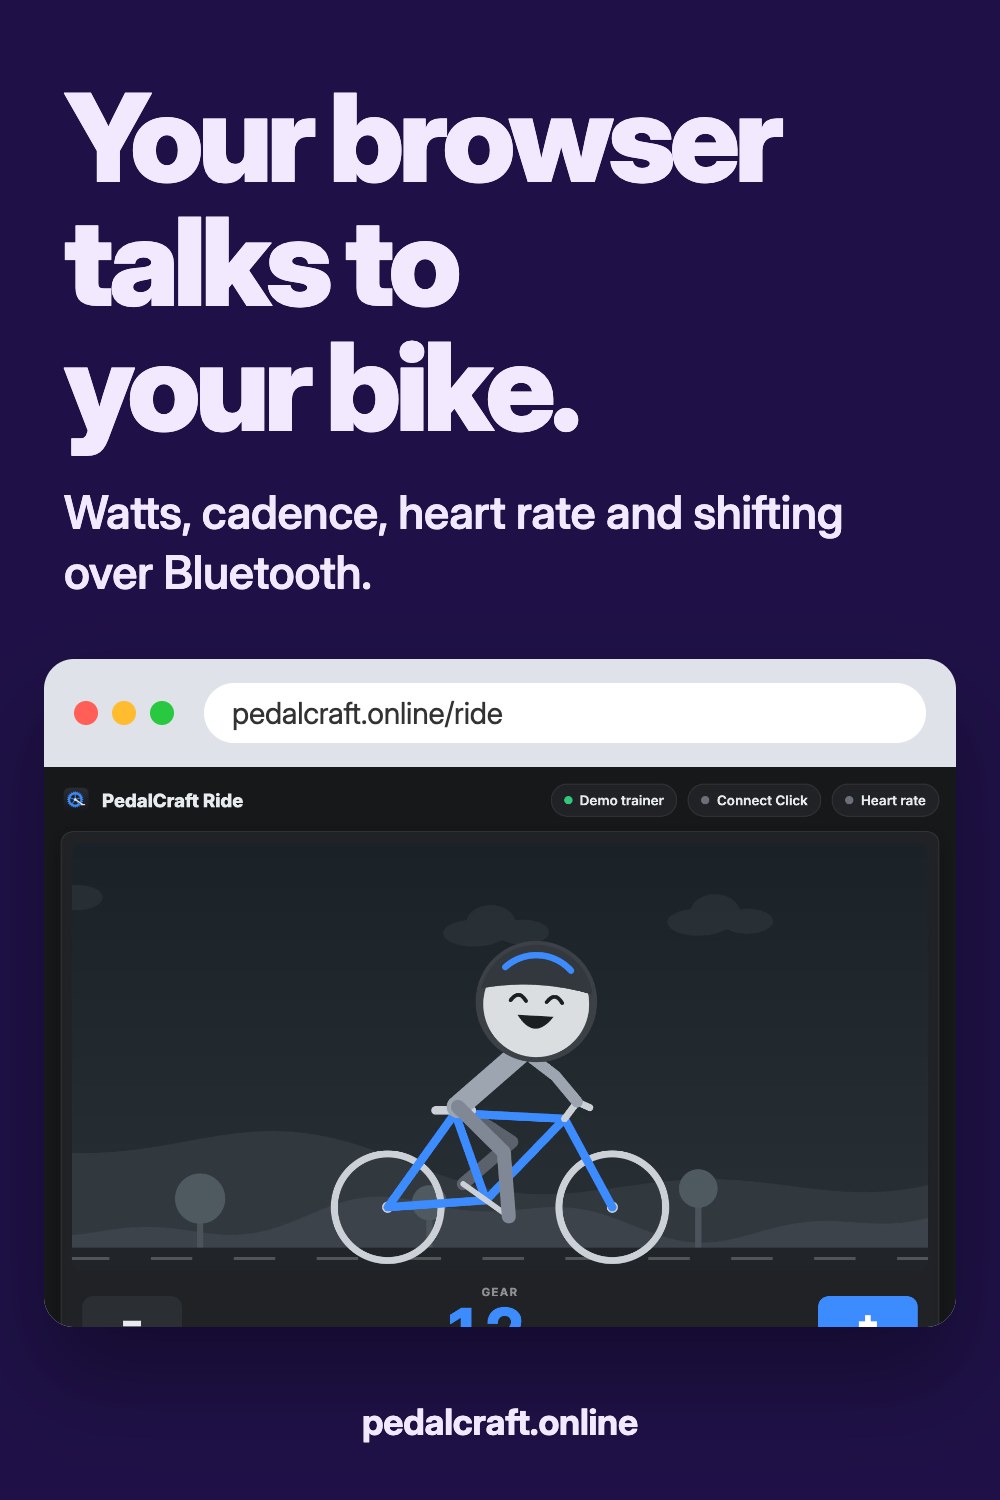 Your browser
talks to
your bike.
Watts, cadence, heart rate and shifting
over Bluetooth.
pedalcraft.online/ride
PedalCraft Ride
Demo trainer
Connect Click
Heart rate
GEAR
-
+
pedalcraft.online